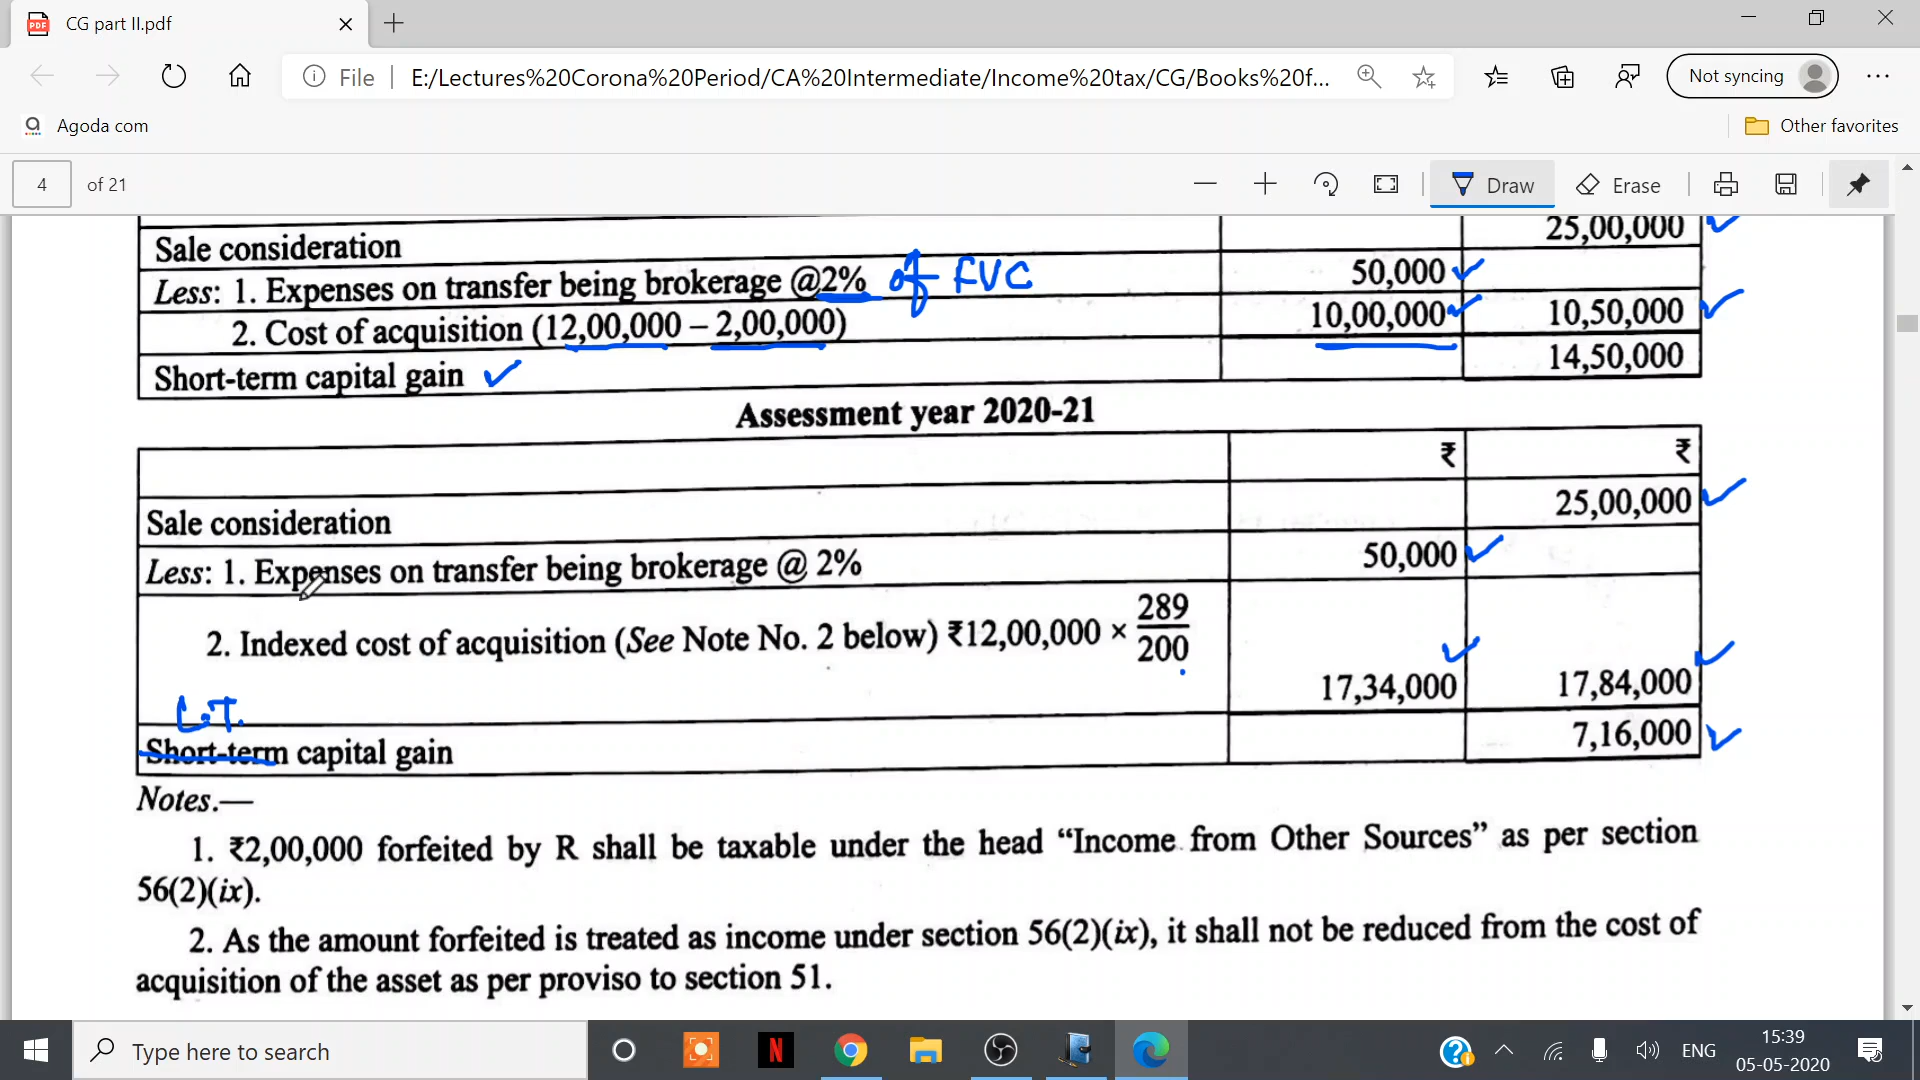 CG part II.pdf
File
E:/Lectures%20Corona%20Period/CA%20Intermediate/Income%20tax/CG/Books%20f...
Not syncing
Agoda com
Other favorites
4 of 21
Draw
Erase
Sale consideration 25,00,000
Less: 1. Expenses on transfer being brokerage @2% of FVC 50,000
2. Cost of acquisition (12,00,000 – 2,00,000) 10,00,000 10,50,000
Short-term capital gain 14,50,000
Assessment year 2020-21
₹ ₹
Sale consideration 25,00,000
Less: 1. Expenses on transfer being brokerage @ 2% 50,000
2. Indexed cost of acquisition (See Note No. 2 below) ₹12,00,000 × 289/200 17,34,000 17,84,000
L.T.
Short-term capital gain 7,16,000
Notes.—
1. ₹2,00,000 forfeited by R shall be taxable under the head “Income from Other Sources” as per section
56(2)(ix).
2. As the amount forfeited is treated as income under section 56(2)(ix), it shall not be reduced from the cost of
acquisition of the asset as per proviso to section 51.
Type here to search
ENG
15:39
05-05-2020